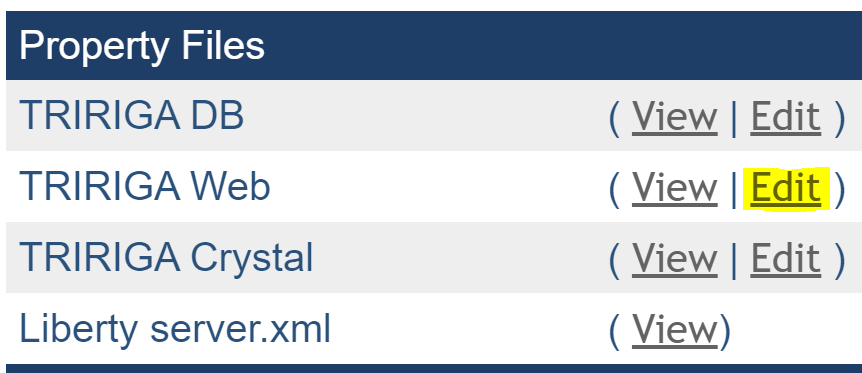 Property Files
TRIRIGA DB ( View | Edit )
TRIRIGA Web ( View | Edit )
TRIRIGA Crystal ( View | Edit )
Liberty server.xml ( View)